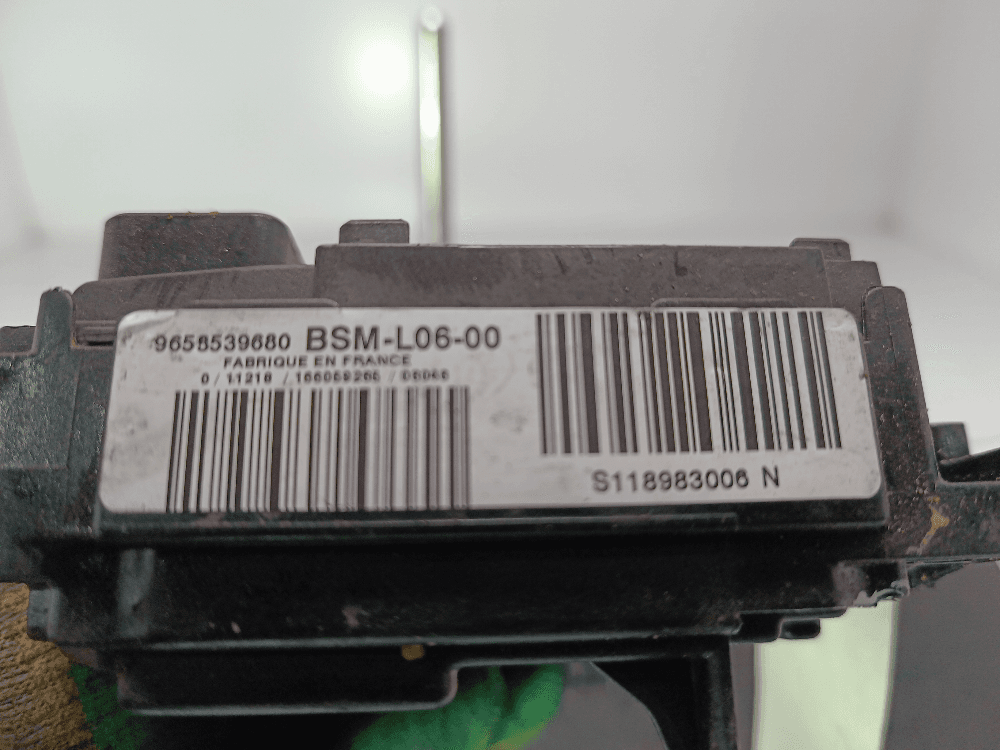 9658539680 BSM-L06-00
FABRIQUE EN FRANCE
S118983006 N